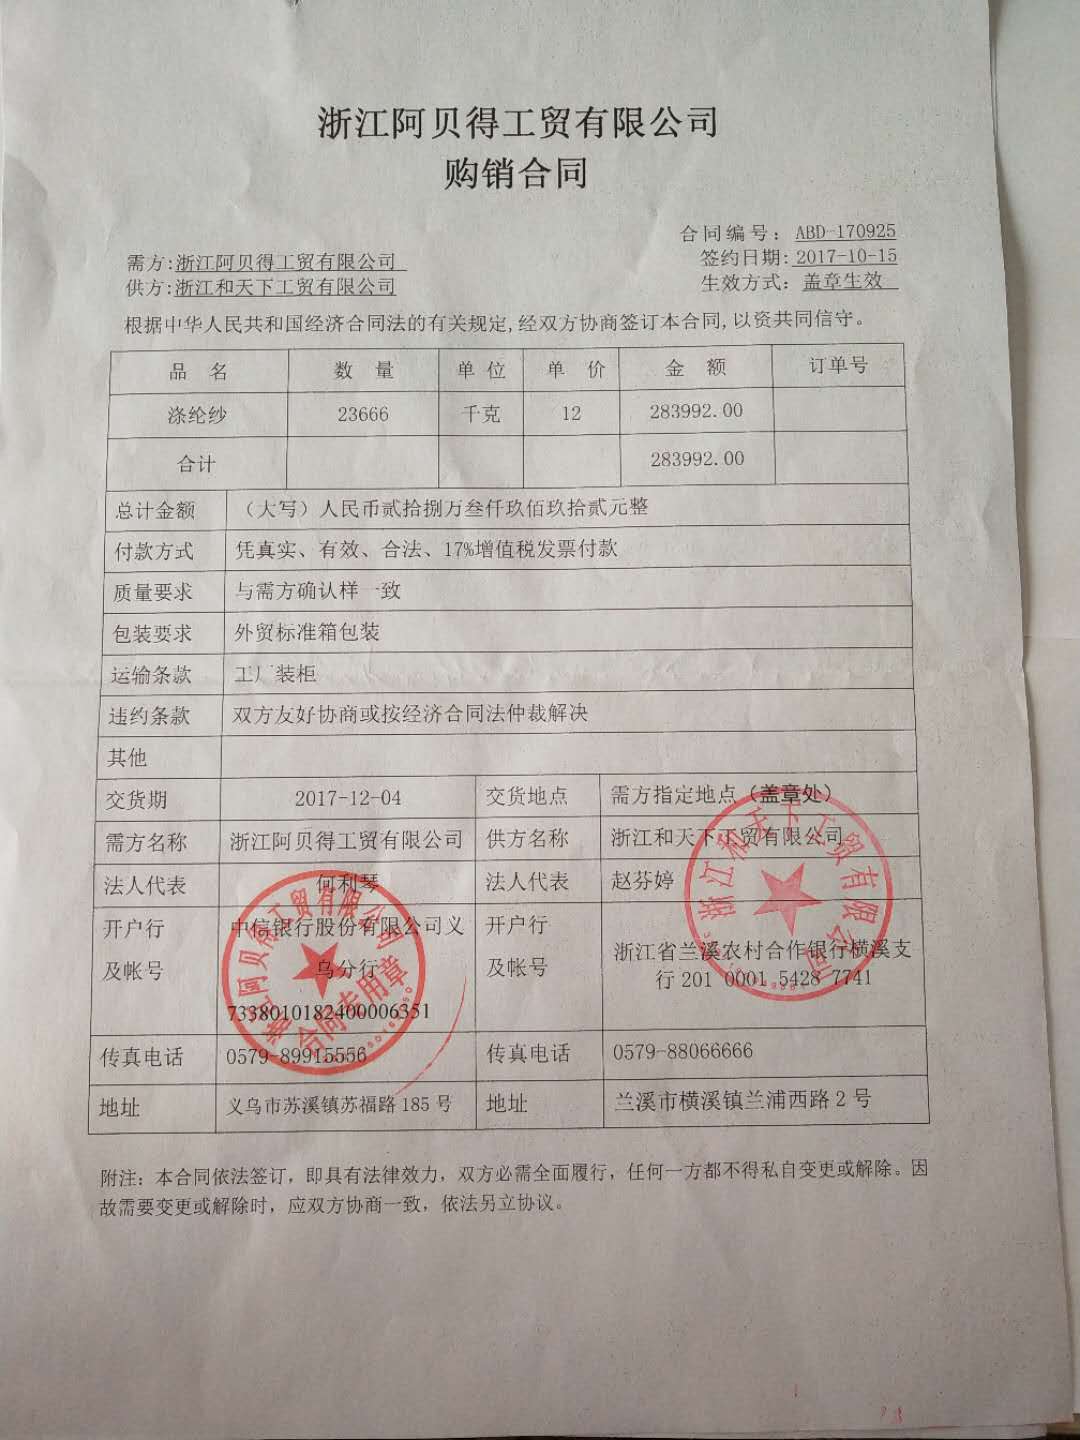 浙江阿贝得工贸有限公司
购销合同
合同编号：ABD-170925
需方:浙江阿贝得工贸有限公司
签约日期:2017-10-15
供方:浙江和天下工贸有限公司
生效方式：盖章生效
根据中华人民共和国经济合同法的有关规定,经双方协商签订本合同,以资共同信守。
品 名 数 量 单 位 单 价 金 额 订单号
涤纶纱 23666 千克 12 283992.00
合计 283992.00
总计金额 （大写）人民币贰拾捌万叁仟玖佰玖拾贰元整
付款方式 凭真实、有效、合法、17%增值税发票付款
质量要求 与需方确认样一致
包装要求 外贸标准箱包装
运输条款 工厂装柜
违约条款 双方友好协商或按经济合同法仲裁解决
其他
交货期 2017-12-04 交货地点 需方指定地点（盖章处）
需方名称 浙江阿贝得工贸有限公司 供方名称 浙江和天下工贸有限公司
法人代表 何利琴 法人代表 赵芬婷
开户行 中信银行股份有限公司义 开户行
及帐号 乌分行 及帐号 浙江省兰溪农村合作银行横溪支
7338010182400006351 行 201 0001 5428 7741
传真电话 0579-89915556 传真电话 0579-88066666
地址 义乌市苏溪镇苏福路 185 号 地址 兰溪市横溪镇兰浦西路 2 号
附注：本合同依法签订，即具有法律效力，双方必需全面履行，任何一方都不得私自变更或解除。因
故需要变更或解除时，应双方协商一致，依法另立协议。
浙江阿贝得工贸有限公司
合同专用章
浙江和天下工贸有限公司